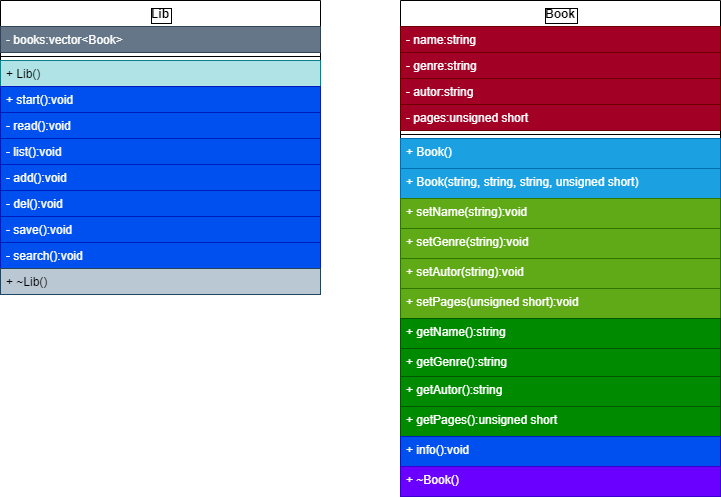 Lib
- books:vector<Book>
+ Lib()
+ start():void
- read():void
- list():void
- add():void
- del():void
- save():void
- search():void
+ ~Lib()
Book
- name:string
- genre:string
- autor:string
- pages:unsigned short
+ Book()
+ Book(string, string, string, unsigned short)
+ setName(string):void
+ setGenre(string):void
+ setAutor(string):void
+ setPages(unsigned short):void
+ getName():string
+ getGenre():string
+ getAutor():string
+ getPages():unsigned short
+ info():void
+ ~Book()